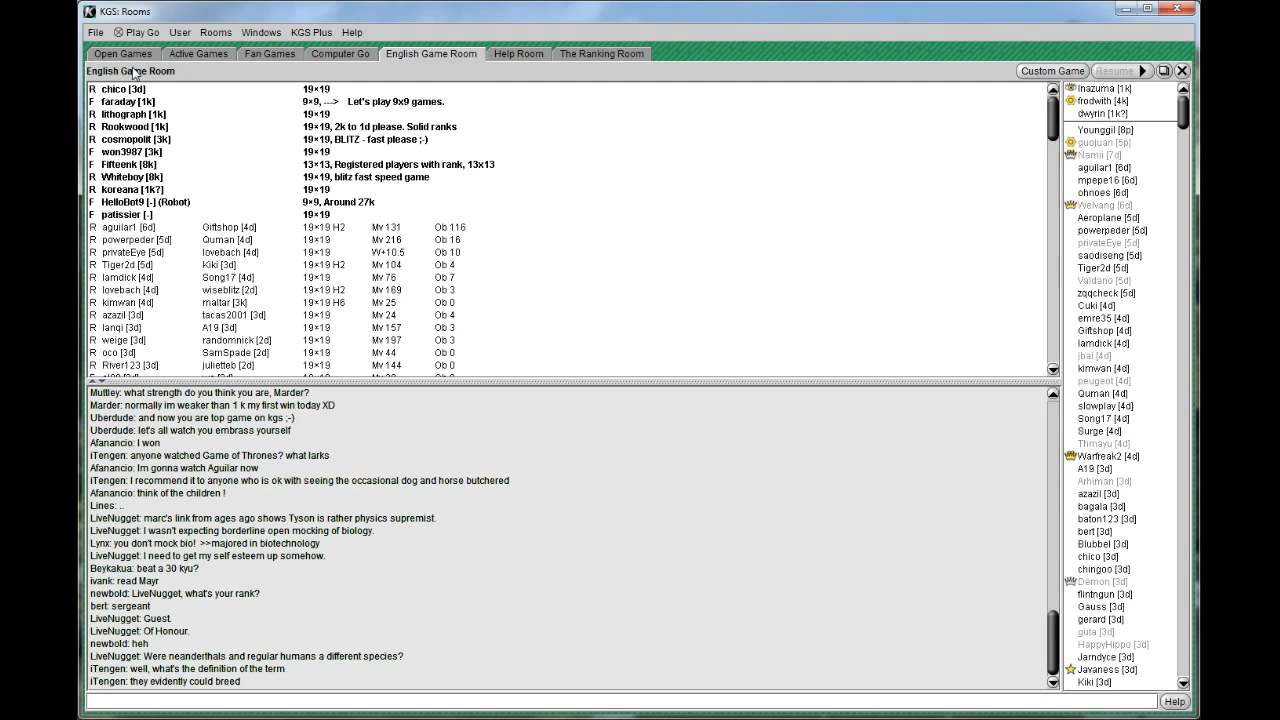 KGS: Rooms
File Play Go User Rooms Windows KGS Plus Help
Open Games Active Games Fan Games Computer Go English Game Room Help Room The Ranking Room
English Game Room Custom Game Resume
R chico [3d] 19×19
F faraday [1k] 9×9, ---> Let's play 9x9 games.
R lithograph [1k] 19×19
R Rookwood [1k] 19×19, 2k to 1d please. Solid ranks
R cosmopolit [3k] 19×19, BLITZ - fast please ;-)
F won3987 [3k] 19×19
F Fifteenk [8k] 13×13, Registered players with rank, 13x13
R Whiteboy [8k] 19×19, blitz fast speed game
R koreana [1k?] 19×19
F HelloBot9 [-] (Robot) 9×9, Around 27k
F patissier [-] 19×19
R aguilar1 [6d] Giftshop [4d] 19×19 H2 Mv 131 Ob 116
R powerpeder [5d] Quman [4d] 19×19 Mv 216 Ob 16
R privateEye [5d] lovebach [4d] 19×19 W+10.5 Ob 10
R Tiger2d [5d] Kiki [3d] 19×19 H2 Mv 104 Ob 4
R lamdick [4d] Song17 [4d] 19×19 Mv 76 Ob 7
R lovebach [4d] wiseblitz [2d] 19×19 H2 Mv 169 Ob 3
R kimwan [4d] maltar [3k] 19×19 H6 Mv 25 Ob 0
R azazil [3d] tacas2001 [3d] 19×19 Mv 24 Ob 4
R lanqi [3d] A19 [3d] 19×19 Mv 157 Ob 3
R weige [3d] randomnick [2d] 19×19 Mv 197 Ob 3
R oco [3d] SamSpade [2d] 19×19 Mv 44 Ob 0
R River123 [3d] julietteb [2d] 19×19 Mv 144 Ob 0
Muttley: what strength do you think you are, Marder?
Marder: normally im weaker than 1 k my first win today XD
Uberdude: and now you are top game on kgs ;-)
Uberdude: let's all watch you embrass yourself
Afanancio: I won
iTengen: anyone watched Game of Thrones? what larks
Afanancio: Im gonna watch Aguilar now
iTengen: I recommend it to anyone who is ok with seeing the occasional dog and horse butchered
Afanancio: think of the children !
Lines: ..
LiveNugget: marc's link from ages ago shows Tyson is rather physics supremist.
LiveNugget: I wasn't expecting borderline open mocking of biology.
Lynx: you don't mock bio! >>majored in biotechnology
LiveNugget: I need to get my self esteem up somehow.
Beykakua: beat a 30 kyu?
ivank: read Mayr
newbold: LiveNugget, what's your rank?
bert: sergeant
LiveNugget: Guest.
LiveNugget: Of Honour.
newbold: heh
LiveNugget: Were neanderthals and regular humans a different species?
iTengen: well, what's the definition of the term
iTengen: they evidently could breed
Inazuma [1k]
frodwith [4k]
dwyrin [1k?]
Younggil [8p]
guojuan [5p]
Namii [7d]
aguilar1 [6d]
mpepe16 [6d]
ohnoes [6d]
Welvang [6d]
Aeroplane [5d]
powerpeder [5d]
privateEye [5d]
saodiseng [5d]
Tiger2d [5d]
Valdano [5d]
zqqcheck [5d]
Cuki [4d]
emre35 [4d]
Giftshop [4d]
lamdick [4d]
jbai [4d]
kimwan [4d]
peugeot [4d]
Quman [4d]
slowplay [4d]
Song17 [4d]
Surge [4d]
Thmayu [4d]
Warfreak2 [4d]
A19 [3d]
Arhiman [3d]
azazil [3d]
bagala [3d]
baton123 [3d]
bert [3d]
Blubbel [3d]
chico [3d]
chingoo [3d]
Demon [3d]
flintngun [3d]
Gauss [3d]
gerard [3d]
guta [3d]
HappyHippo [3d]
Jarndyce [3d]
Javaness [3d]
Kiki [3d]
Help